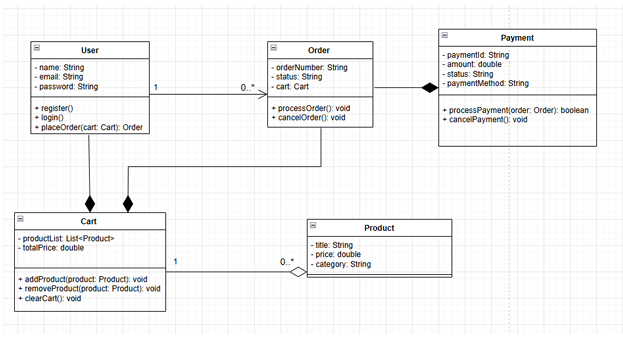 User
- name: String
- email: String
- password: String
+ register()
+ login()
+ placeOrder(cart: Cart): Order
1
0..*
Order
- orderNumber: String
- status: String
- cart: Cart
+ processOrder(): void
+ cancelOrder(): void
Payment
- paymentId: String
- amount: double
- status: String
- paymentMethod: String
+ processPayment(order: Order): boolean
+ cancelPayment(): void
Cart
- productList: List<Product>
- totalPrice: double
+ addProduct(product: Product): void
+ removeProduct(product: Product): void
+ clearCart(): void
1
0..*
Product
- title: String
- price: double
- category: String